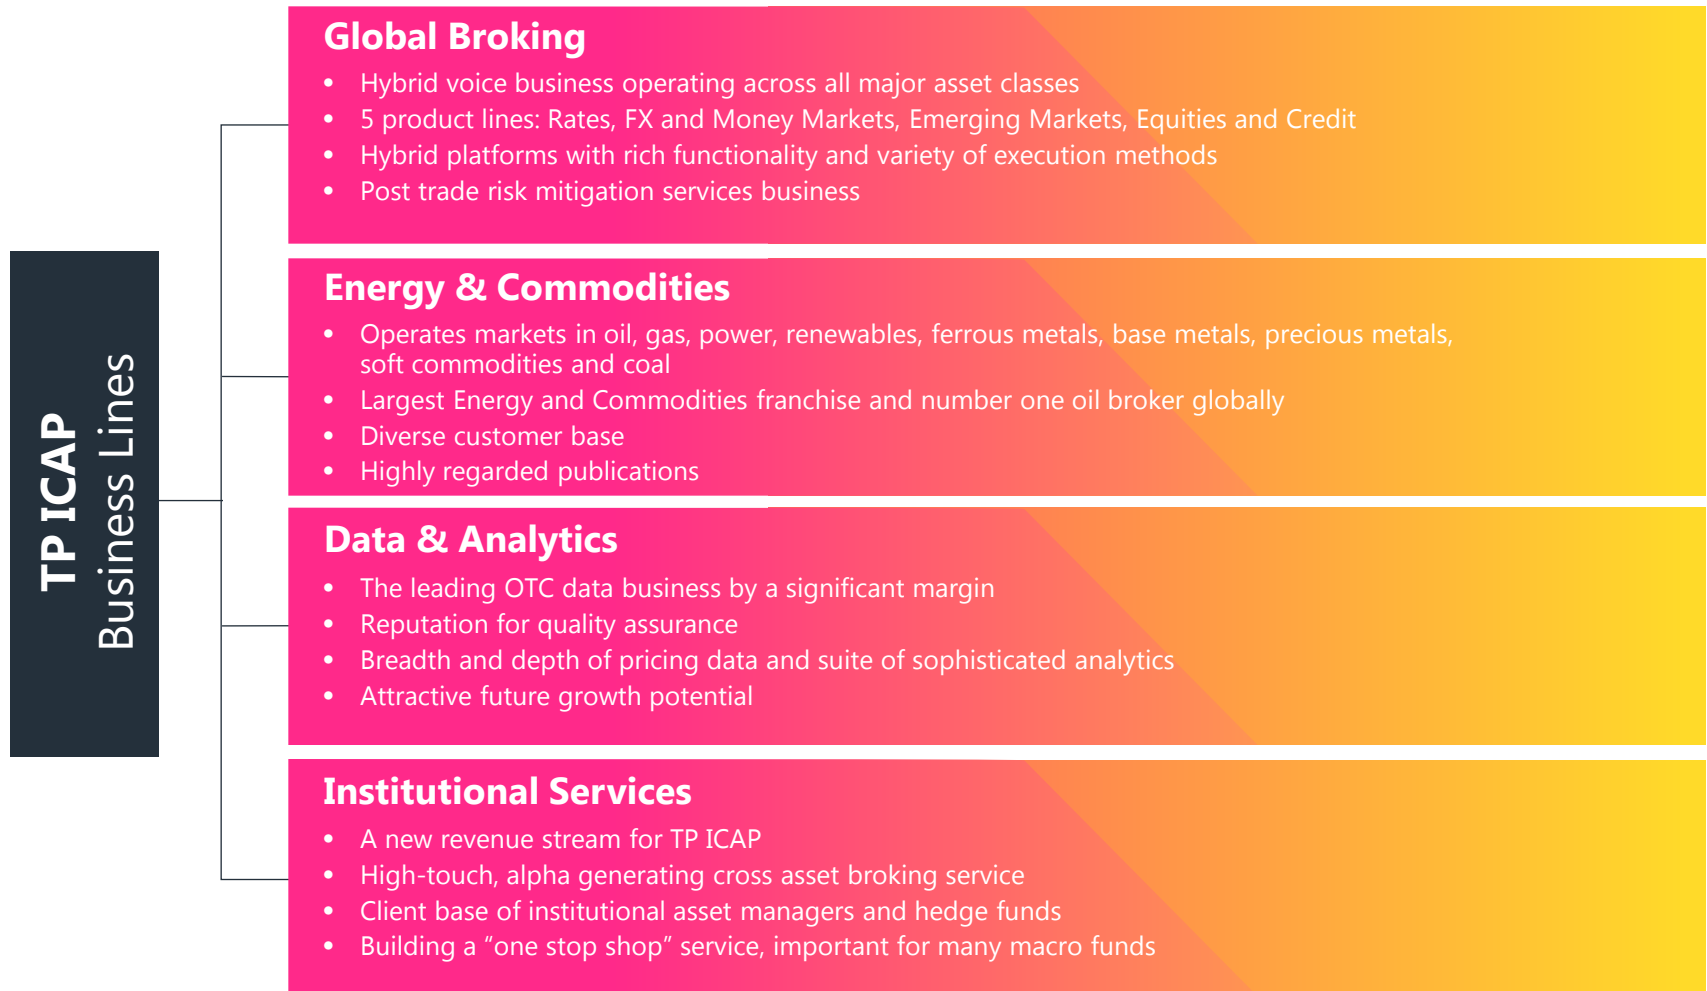 TP ICAP
Business Lines
Global Broking
• Hybrid voice business operating across all major asset classes
• 5 product lines: Rates, FX and Money Markets, Emerging Markets, Equities and Credit
• Hybrid platforms with rich functionality and variety of execution methods
• Post trade risk mitigation services business
Energy & Commodities
• Operates markets in oil, gas, power, renewables, ferrous metals, base metals, precious metals,
soft commodities and coal
• Largest Energy and Commodities franchise and number one oil broker globally
• Diverse customer base
• Highly regarded publications
Data & Analytics
• The leading OTC data business by a significant margin
• Reputation for quality assurance
• Breadth and depth of pricing data and suite of sophisticated analytics
• Attractive future growth potential
Institutional Services
• A new revenue stream for TP ICAP
• High-touch, alpha generating cross asset broking service
• Client base of institutional asset managers and hedge funds
• Building a “one stop shop” service, important for many macro funds